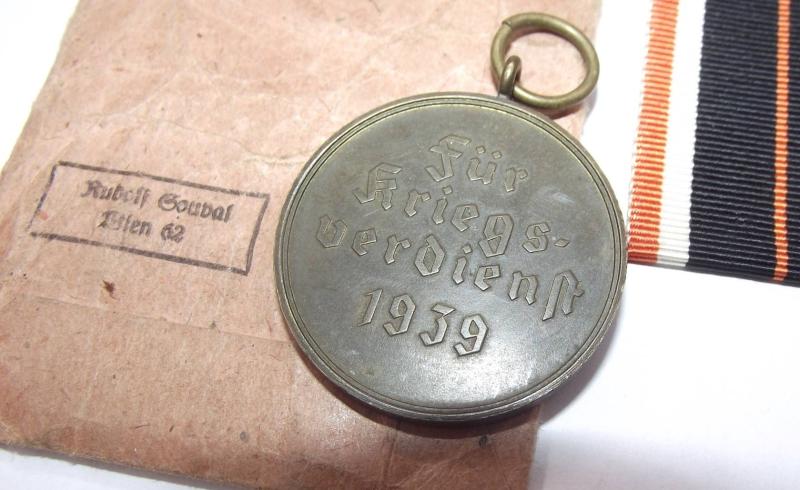 Rudolf Souval
Wien 62
Für
Kriegs-
verdienst
1939